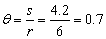 θ = s/r = 4.2/6 = 0.7